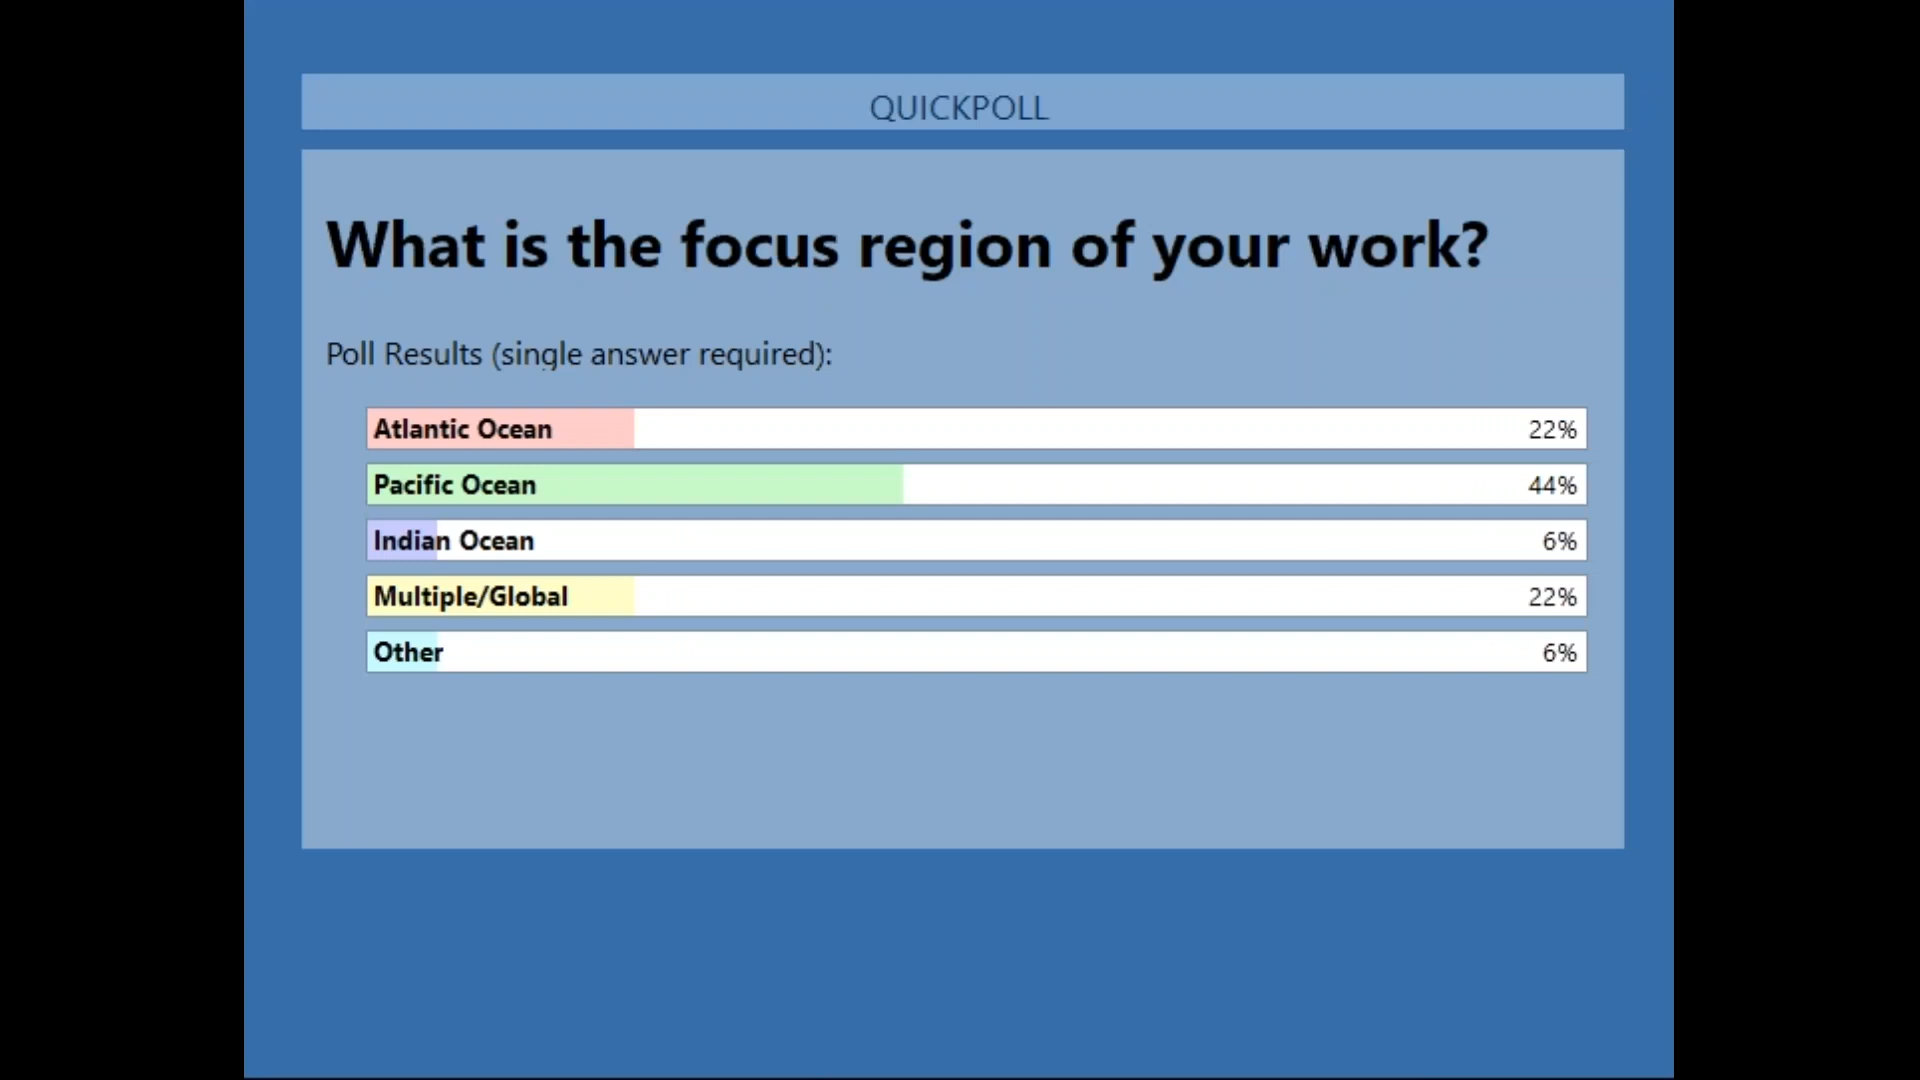 QUICKPOLL
What is the focus region of your work?
Poll Results (single answer required):
Atlantic Ocean 22%
Pacific Ocean 44%
Indian Ocean 6%
Multiple/Global 22%
Other 6%